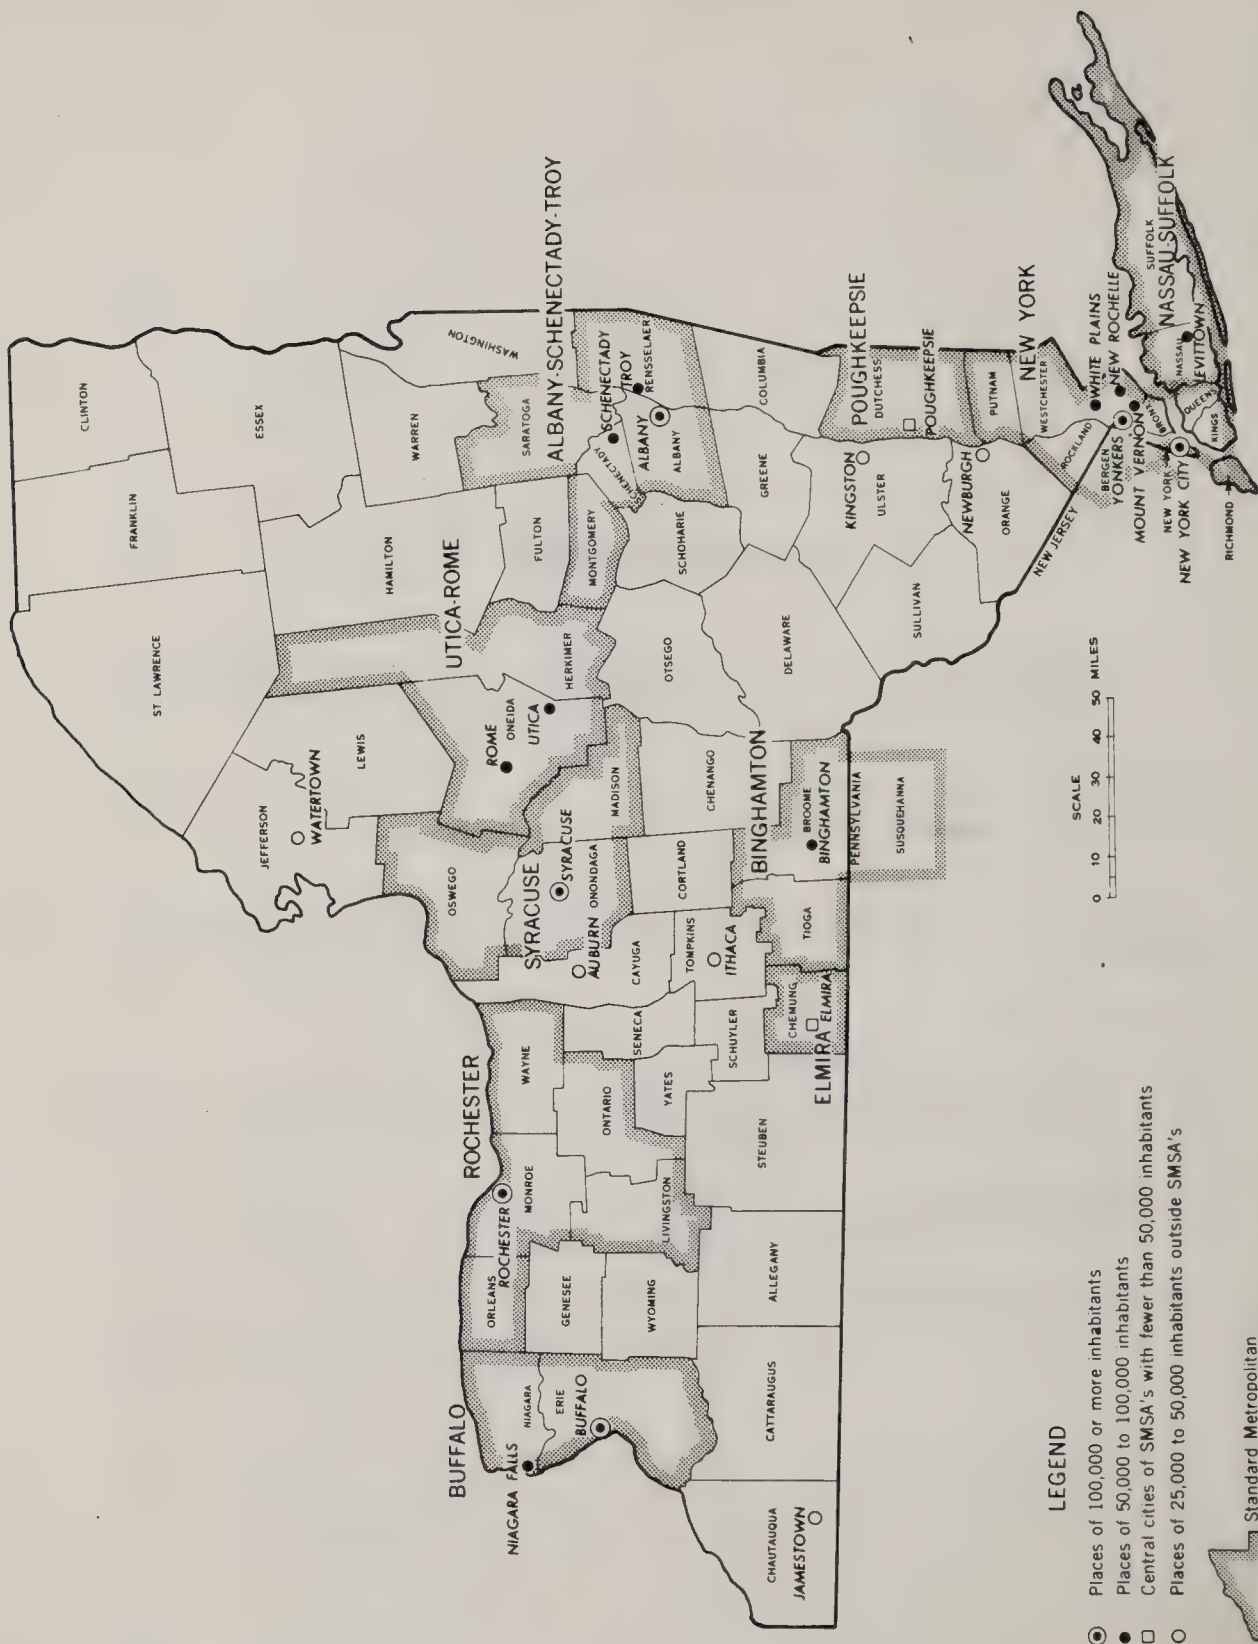 CLINTON
FRANKLIN
ST. LAWRENCE
ESSEX
JEFFERSON
WATERTOWN
LEWIS
HAMILTON
WARREN
WASHINGTON
UTICA-ROME
HERKIMER
ROME
ONEIDA
UTICA
FULTON
SARATOGA
MONTGOMERY
ALBANY-SCHENECTADY-TROY
SCHENECTADY
SCHENECTADY
TROY
RENSSELAER
ALBANY
ALBANY
BUFFALO
NIAGARA FALLS
NIAGARA
ERIE
BUFFALO
ORLEANS
ROCHESTER
ROCHESTER
MONROE
WAYNE
GENESEE
WYOMING
LIVINGSTON
ONTARIO
YATES
SENECA
OSWEGO
SYRACUSE
SYRACUSE
ONONDAGA
AUBURN
CAYUGA
MADISON
CORTLAND
CHENANGO
OTSEGO
SCHOHARIE
GREENE
COLUMBIA
CHAUTAUQUA
JAMESTOWN
CATTARAUGUS
ALLEGANY
STEUBEN
SCHUYLER
TOMPKINS
ITHACA
CHEMUNG
ELMIRA
ELMIRA
TIOGA
BINGHAMTON
BROOME
BINGHAMTON
PENNSYLVANIA
SUSQUEHANNA
DELAWARE
SULLIVAN
KINGSTON
ULSTER
POUGHKEEPSIE
DUTCHESS
POUGHKEEPSIE
NEWBURGH
ORANGE
PUTNAM
NEW YORK
WESTCHESTER
ROCKLAND
NEW JERSEY
BERGEN
YONKERS
WHITE PLAINS
NEW ROCHELLE
MOUNT VERNON
BRONX
NEW YORK
NEW YORK CITY
QUEENS
KINGS
RICHMOND
NASSAU
LEVITTOWN
SUFFOLK
NASSAU-SUFFOLK
SCALE
0 10 20 30 40 50 MILES
LEGEND
Places of 100,000 or more inhabitants
Places of 50,000 to 100,000 inhabitants
Central cities of SMSA's with fewer than 50,000 inhabitants
Places of 25,000 to 50,000 inhabitants outside SMSA's
Standard Metropolitan